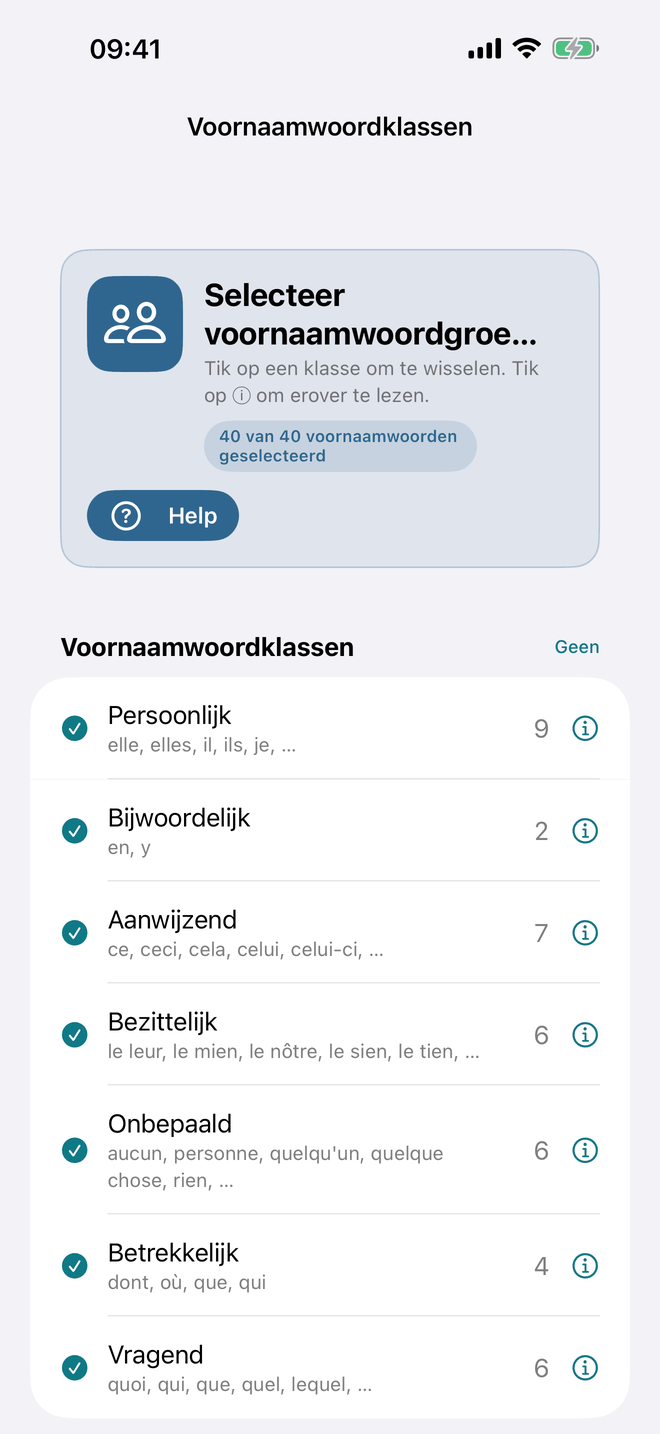 09:41
Voornaamwoordklassen
Selecteer
voornaamwoordgroe...
Tik op een klasse om te wisselen. Tik
op ⓘ om erover te lezen.
40 van 40 voornaamwoorden
geselecteerd
Help
Voornaamwoordklassen
Geen
Persoonlijk
elle, elles, il, ils, je, ...
9
Bijwoordelijk
en, y
2
Aanwijzend
ce, ceci, cela, celui, celui-ci, ...
7
Bezittelijk
le leur, le mien, le nôtre, le sien, le tien, ...
6
Onbepaald
aucun, personne, quelqu'un, quelque
chose, rien, ...
6
Betrekkelijk
dont, où, que, qui
4
Vragend
quoi, qui, que, quel, lequel, ...
6